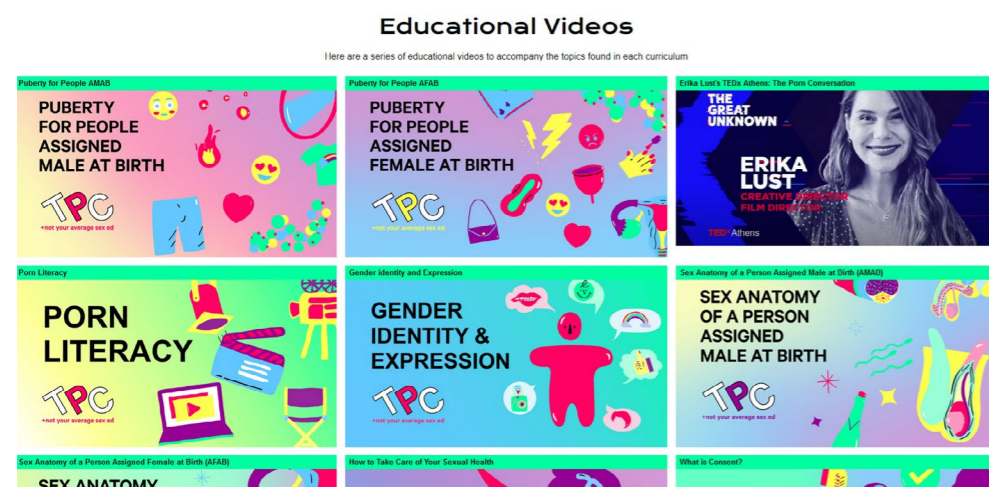 Educational Videos
Here are a series of educational videos to accompany the topics found in each curriculum
Puberty for People AMAB
PUBERTY
FOR PEOPLE
ASSIGNED
MALE AT BIRTH
TPC
+not your average sex ed
Puberty for People AFAB
PUBERTY
FOR PEOPLE
ASSIGNED
FEMALE AT BIRTH
TPC
+not your average sex ed
Erika Lust's TEDx Athens: The Porn Conversation
THE
GREAT
UNKNOWN
ERIKA
LUST
CREATIVE DIRECTOR
FILM DIRECTOR
TEDxAthens
Porn Literacy
PORN
LITERACY
TPC
+not your average sex ed
Gender identity and Expression
GENDER
IDENTITY &
EXPRESSION
TPC
+not your average sex ed
Sex Anatomy of a Person Assigned Male at Birth (AMAB)
SEX ANATOMY
OF A PERSON
ASSIGNED
MALE AT BIRTH
TPC
+not your average sex ed
Sex Anatomy of a Person Assigned Female at Birth (AFAB)
SEX ANATOMY
How to Take Care of Your Sexual Health
What is Consent?